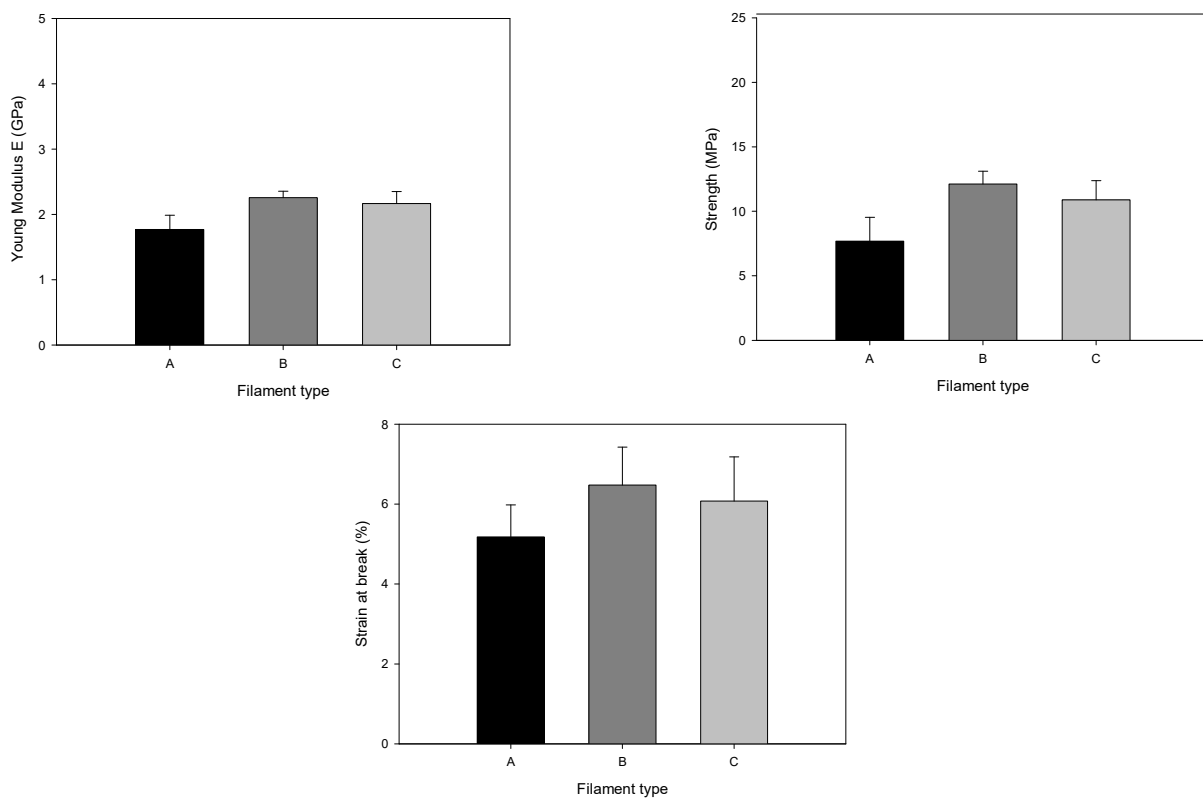 Young Modulus E (GPa)
5
4
3
2
1
0
A B C
Filament type
Strength (MPa)
25
20
15
10
5
0
A B C
Filament type
Strain at break (%)
8
6
4
2
0
A B C
Filament type